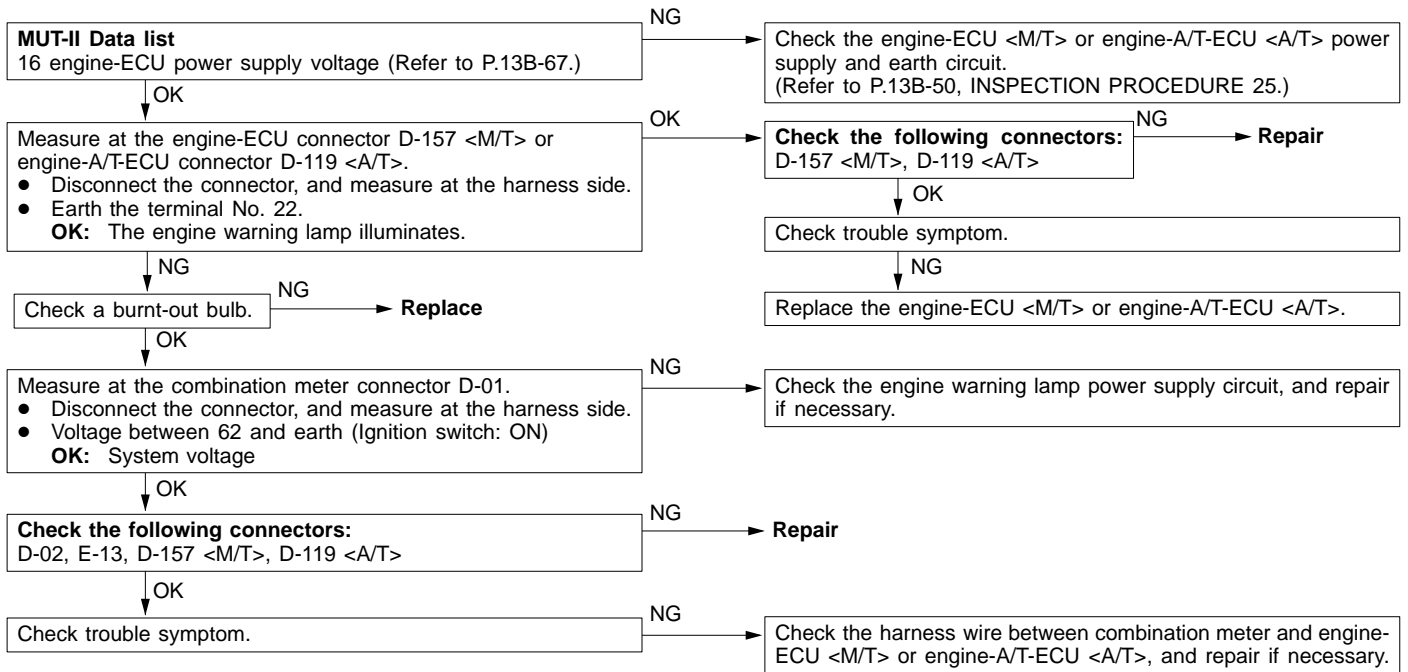 MUT-II Data list
16 engine-ECU power supply voltage (Refer to P.13B-67.)
NG
Check the engine-ECU <M/T> or engine-A/T-ECU <A/T> power
supply and earth circuit.
(Refer to P.13B-50, INSPECTION PROCEDURE 25.)
OK
Measure at the engine-ECU connector D-157 <M/T> or
engine-A/T-ECU connector D-119 <A/T>.
● Disconnect the connector, and measure at the harness side.
● Earth the terminal No. 22.
OK: The engine warning lamp illuminates.
OK
Check the following connectors:
D-157 <M/T>, D-119 <A/T>
NG
Repair
OK
Check trouble symptom.
NG
Replace the engine-ECU <M/T> or engine-A/T-ECU <A/T>.
NG
Check a burnt-out bulb.
NG
Replace
OK
Measure at the combination meter connector D-01.
● Disconnect the connector, and measure at the harness side.
● Voltage between 62 and earth (Ignition switch: ON)
OK: System voltage
NG
Check the engine warning lamp power supply circuit, and repair
if necessary.
OK
Check the following connectors:
D-02, E-13, D-157 <M/T>, D-119 <A/T>
NG
Repair
OK
Check trouble symptom.
NG
Check the harness wire between combination meter and engine-
ECU <M/T> or engine-A/T-ECU <A/T>, and repair if necessary.